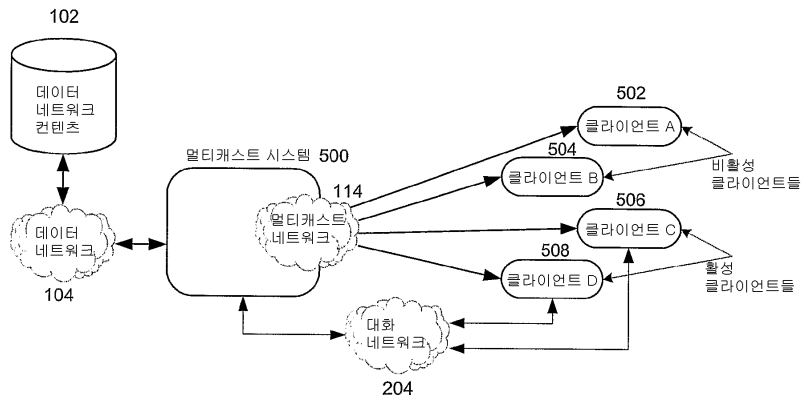 102
데이터
네트워크
컨텐츠
데이터
네트워크
104
멀티캐스트 시스템 500
114
멀티캐스트
네트워크
502
클라이언트 A
504
클라이언트 B
비활성
클라이언트들
506
클라이언트 C
508
클라이언트 D
활성
클라이언트들
대화
네트워크
204